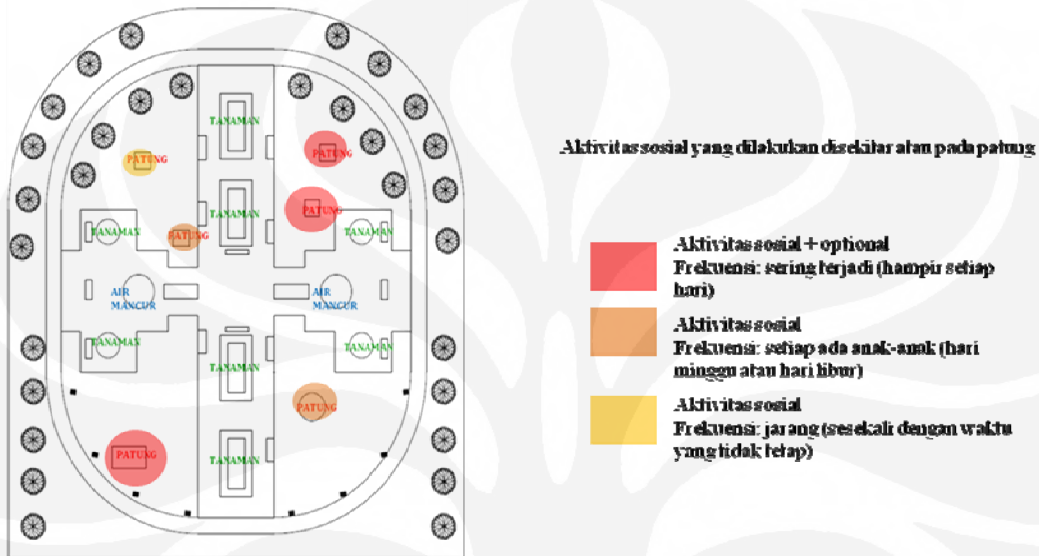 TANAMAN
PATUNG
PATUNG
PATUNG
TANAMAN
TANAMAN
PATUNG
TANAMAN
AIR
MANCUR
AIR
MANCUR
TANAMAN
TANAMAN
TANAMAN
PATUNG
PATUNG
TANAMAN
Aktivitas sosial yang dilakukan disekitar atau pada patung
Aktivitas sosial + optional
Frekuensi: sering terjadi (hampir setiap
hari)
Aktivitas sosial
Frekuensi: setiap ada anak-anak (hari
minggu atau hari libur)
Aktivitas sosial
Frekuensi: jarang (sesekali dengan waktu
yang tidak tetap)